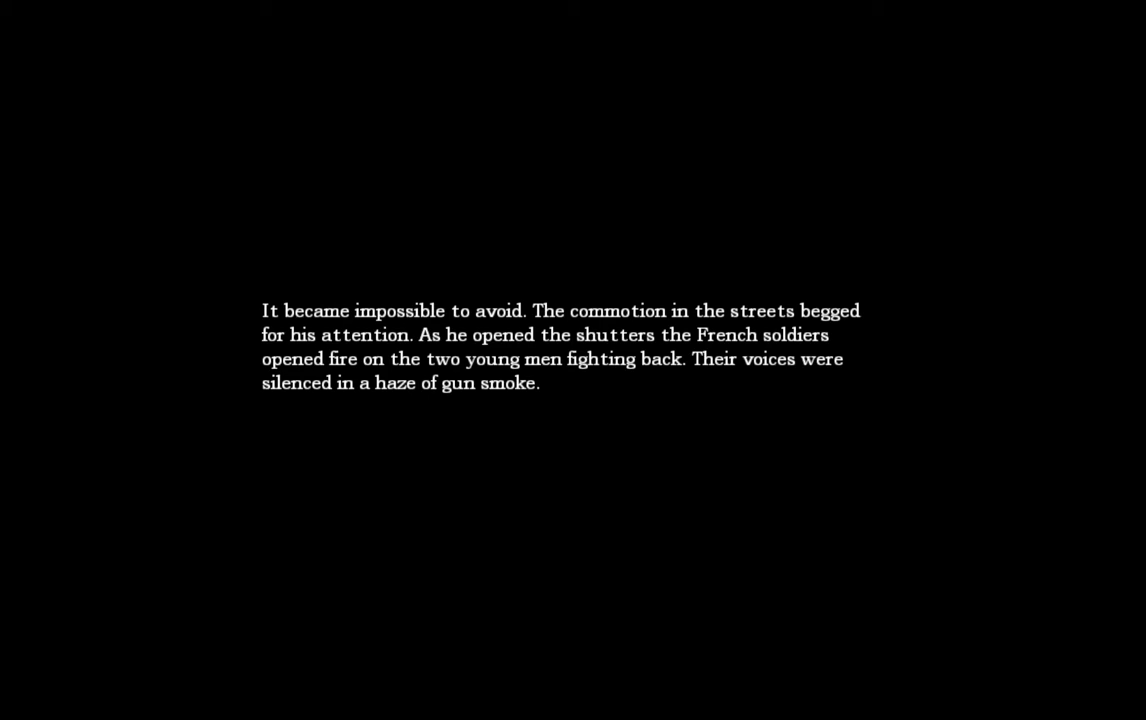 It became impossible to avoid. The commotion in the streets begged
for his attention. As he opened the shutters the French soldiers
opened fire on the two young men fighting back. Their voices were
silenced in a haze of gun smoke.